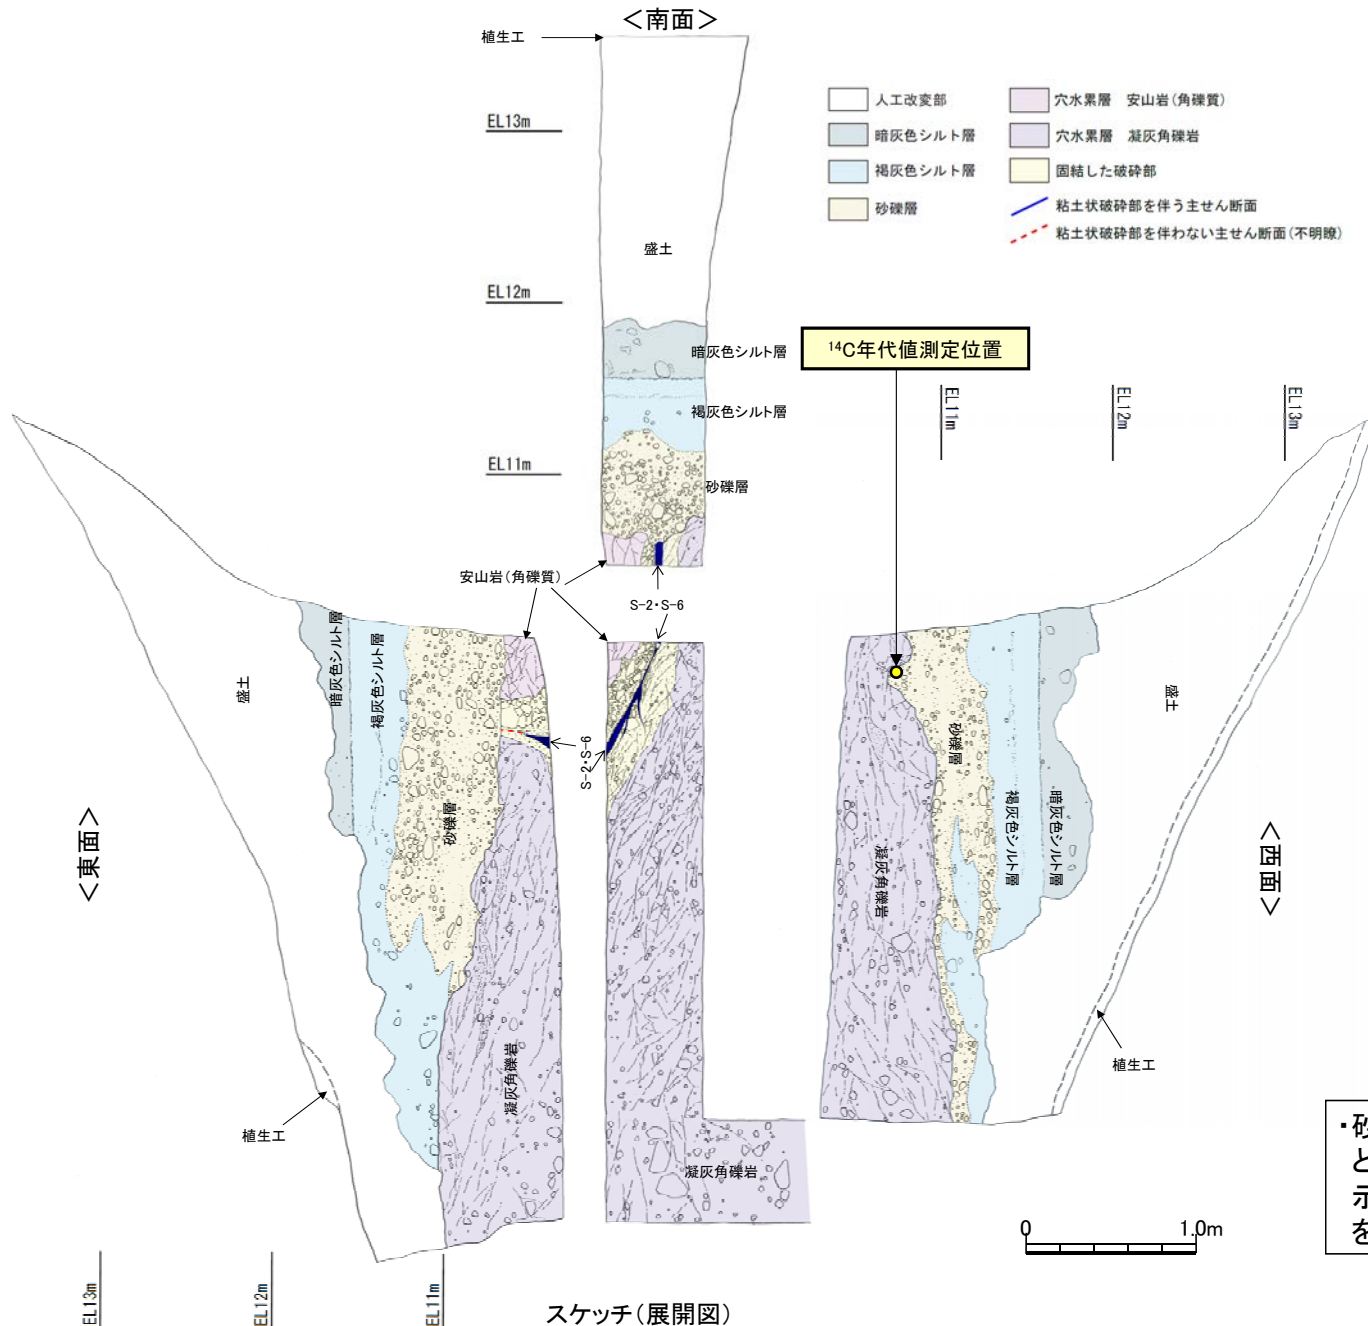 ＜南面＞
植生工
EL13m
人工改変部
暗灰色シルト層
褐灰色シルト層
砂礫層
穴水累層　安山岩(角礫質)
穴水累層　凝灰角礫岩
固結した破砕部
粘土状破砕部を伴う主せん断面
粘土状破砕部を伴わない主せん断面(不明瞭)
盛土
EL12m
暗灰色シルト層
¹⁴C年代値測定位置
褐灰色シルト層
EL11m
砂礫層
EL11m
EL12m
EL13m
安山岩(角礫質)
S-2・S-6
盛土
暗灰色シルト層
褐灰色シルト層
砂礫層
S-2・S-6
凝灰角礫岩
＜東面＞
植生工
凝灰角礫岩
凝灰角礫岩
砂礫層
褐灰色シルト層
暗灰色シルト層
盛土
＜西面＞
植生工
・砂
と
示
を
0
1.0m
EL13m
EL12m
EL11m
スケッチ(展開図)